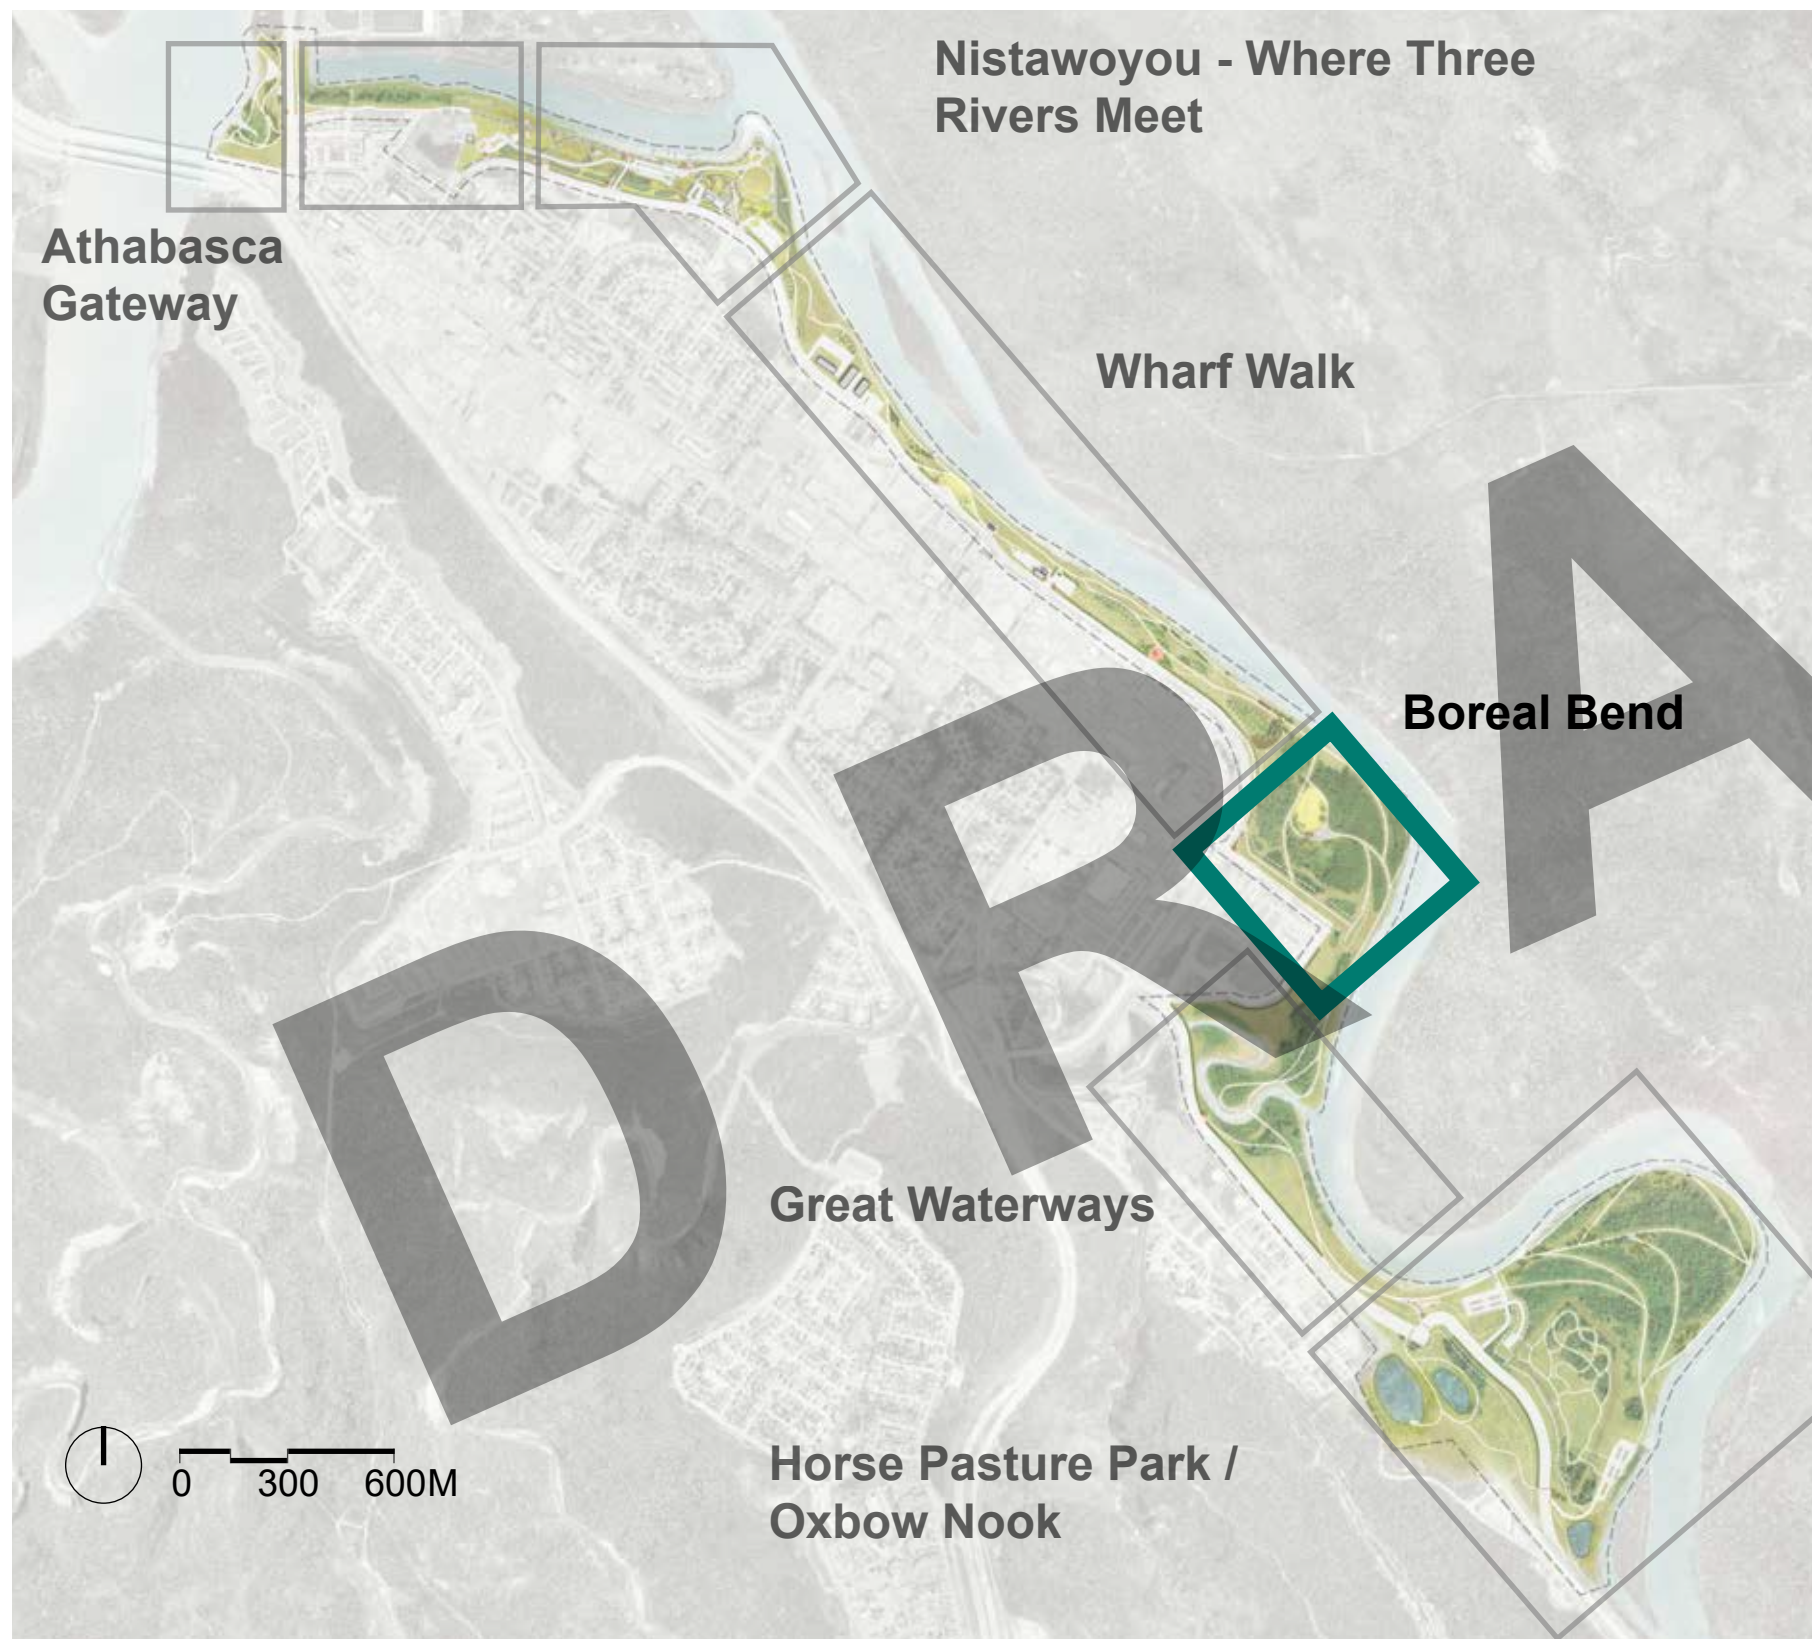 Nistawoyou - Where Three
Rivers Meet
Athabasca
Gateway
Wharf Walk
Boreal Bend
Great Waterways
Horse Pasture Park /
Oxbow Nook
0 300 600M
DRA